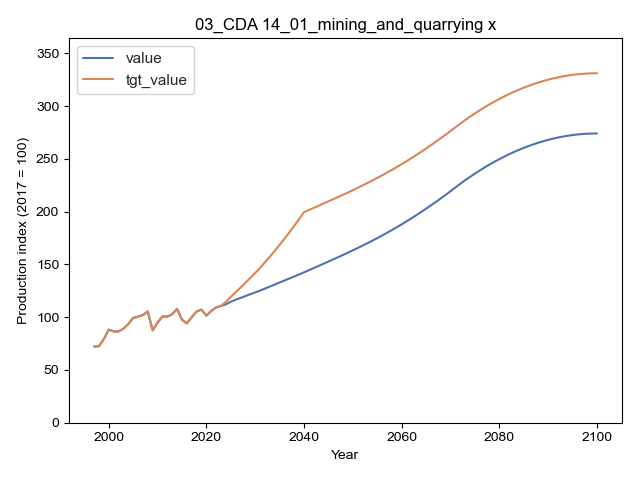 03_CDA 14_01_mining_and_quarrying x
value
tgt_value
Production index (2017 = 100)
350
300
250
200
150
100
50
0
2000 2020 2040 2060 2080 2100
Year